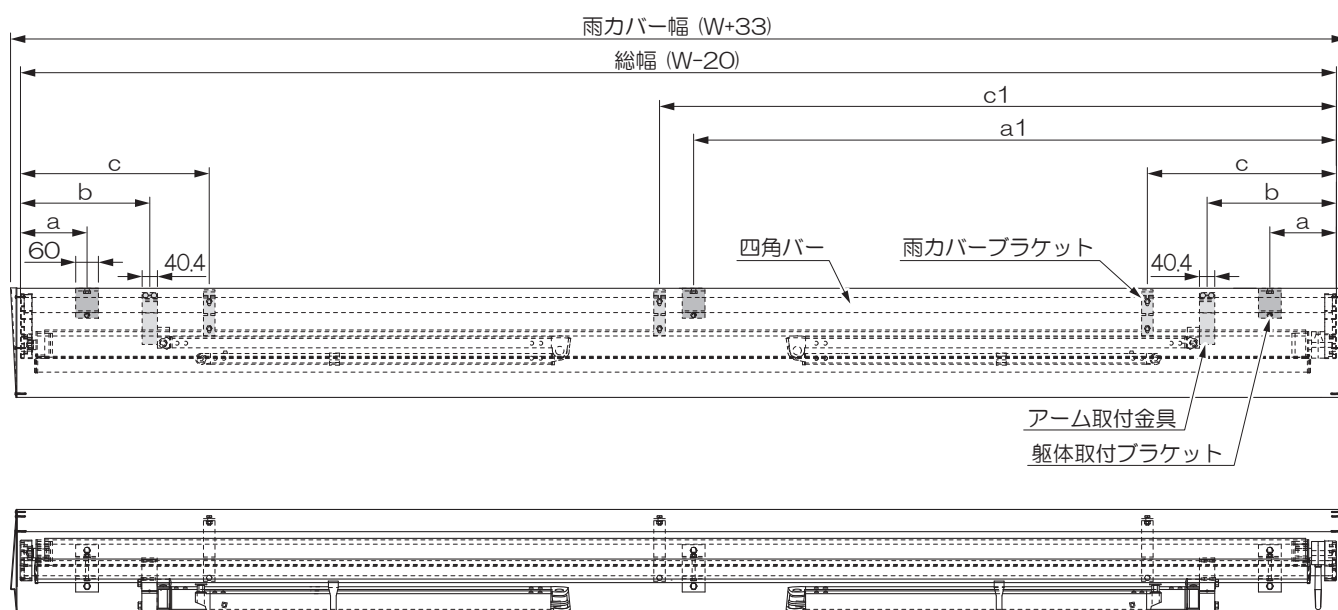 雨カバー幅 (W+33)
総幅 (W-20)
c1
a1
c
c
b
b
a
a
60
40.4
四角バー
雨カバーブラケット
40.4
アーム取付金具
躯体取付ブラケット